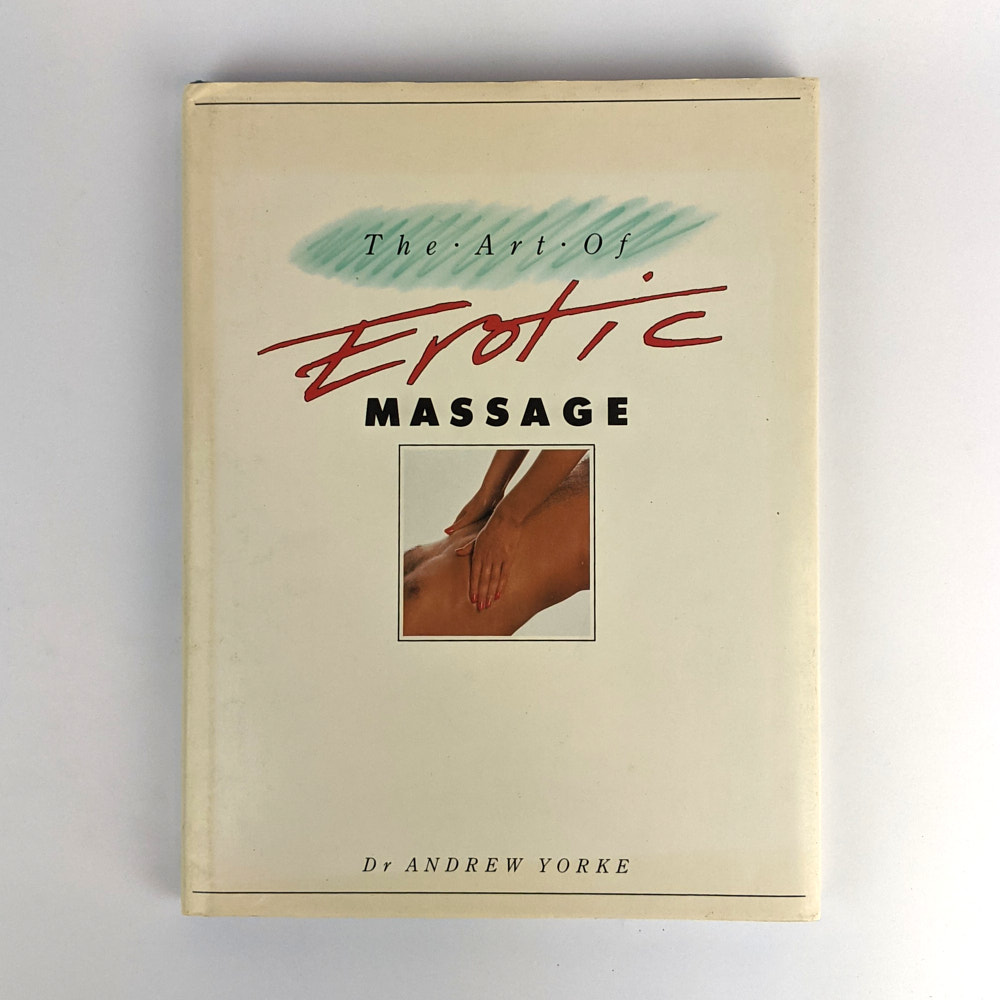 The·Art·Of
Erotic
MASSAGE
Dr ANDREW YORKE